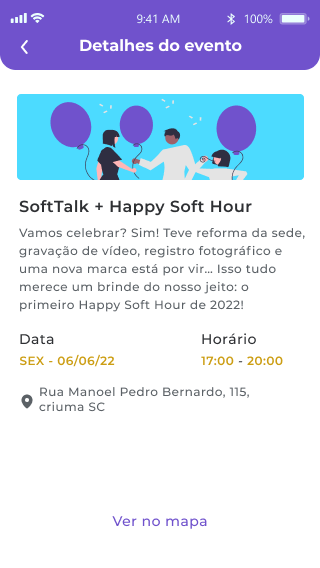 9:41 AM 100%
Detalhes do evento
SoftTalk + Happy Soft Hour
Vamos celebrar? Sim! Teve reforma da sede,
gravação de vídeo, registro fotográfico e
uma nova marca está por vir... Isso tudo
merece um brinde do nosso jeito: o
primeiro Happy Soft Hour de 2022!
Data Horário
SEX - 06/06/22 17:00 - 20:00
Rua Manoel Pedro Bernardo, 115,
criuma SC
Ver no mapa